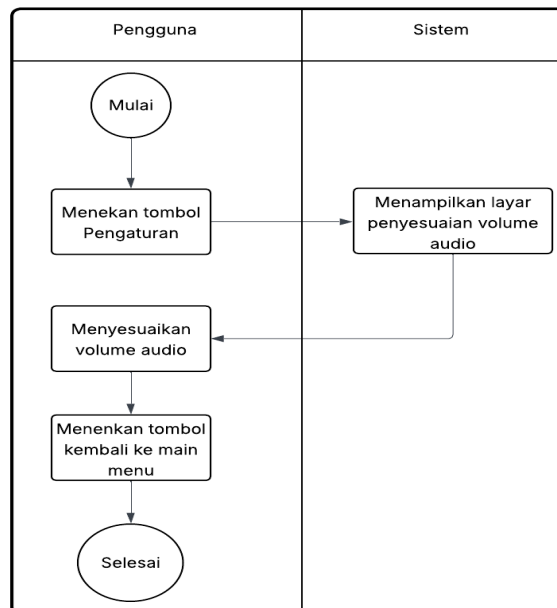 Pengguna
Sistem
Mulai
Menekan tombol
Pengaturan
Menampilkan layar
penyesuaian volume
audio
Menyesuaikan
volume audio
Menenkan tombol
kembali ke main
menu
Selesai